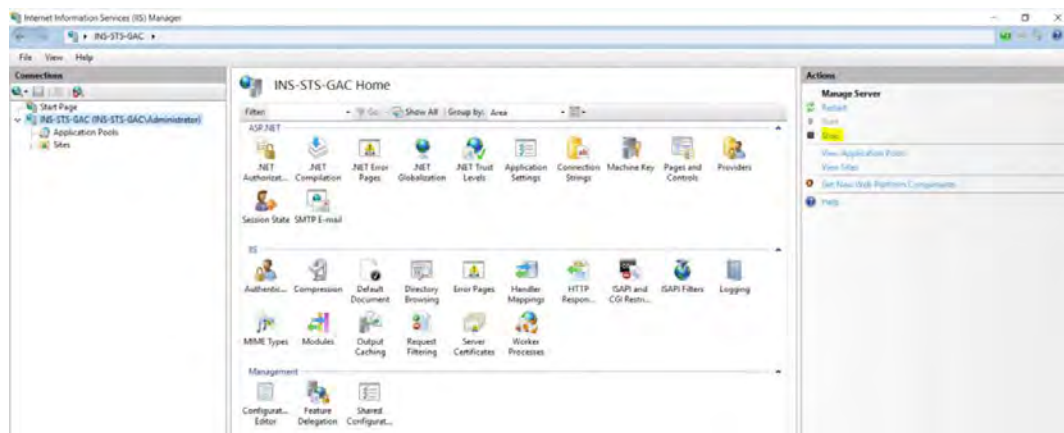 Internet Information Services (IIS) Manager
INS-STS-GAC
File View Help
Connections
Start Page
INS-STS-GAC (INS-STS-GAC\Administrator)
Application Pools
Sites
INS-STS-GAC Home
Filter: Go Show All Group by: Area
ASP.NET
.NET Authorizat...
.NET Compilation
.NET Error Pages
.NET Globalization
.NET Trust Levels
Application Settings
Connection Strings
Machine Key
Pages and Controls
Providers
Session State
SMTP E-mail
IIS
Authentic...
Compression
Default Document
Directory Browsing
Error Pages
Handler Mappings
HTTP Respon...
ISAPI and CGI Restri...
ISAPI Filters
Logging
MIME Types
Modules
Output Caching
Request Filtering
Server Certificates
Worker Processes
Management
Configurat... Editor
Feature Delegation
Shared Configurat...
Actions
Manage Server
Restart
Start
Stop
View Application Pools
View Sites
Get New Web Platform Components
Help